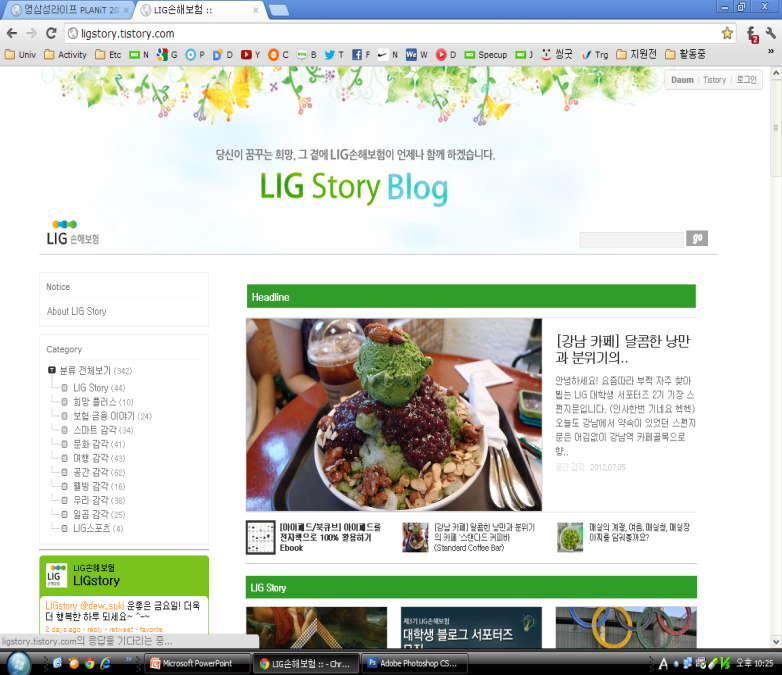 영삼성라이프 PLANiT 20
LIG손해보험 ::
ligstory.tistory.com
Univ
Activity
Etc
N
G
P
D
Y
C
B
T
F
N
W
D
Specup
J
씽굿
Trg
지원전
활동중
Daum
Tistory
로그인
당신이 꿈꾸는 희망, 그 곁에 LIG손해보험이 언제나 함께 하겠습니다.
LIG Story Blog
LIG 손해보험
go
Notice
About LIG Story
Category
분류 전체보기 (342)
LIG Story (44)
희망 플러스 (10)
보험·금융 이야기 (24)
스마트 감각 (34)
문화 감각 (41)
여행 감각 (43)
공간 감각 (62)
웰빙 감각 (16)
우리 감각 (38)
일곱 감각 (25)
LIG스포츠 (4)
LIG손해보험
LIGstory
LIGstory @dew_suki 운좋은 금요일! 더욱
더 행복한 하루 되세요~ ^-~
2 days ago · reply · retweet · favorite
Headline
[강남 카페] 달콤한 낭만
과 분위기의..
안녕하세요! 요즘따라 부쩍 자주 찾아
뵙는 LIG 대학생 서포터즈 2기 기장 스
편지문입니다. (인사한번 기네요 헥헥)
오늘도 강남에서 약속이 있었던 스편지
문은 어김없이 강남역 카페골목으로
향..
공간 감각 2012.07.05
[아이패드/북큐브] 아이패드를
전자책으로 100% 활용하기
Ebook
[강남 카페] 달콤한 낭만과 분위기
의 카페 '스탠다드 커피바
(Standard Coffee Bar)
매실의 계절, 여름. 매실청, 매실장
아찌를 담궈볼까요?
LIG Story
제3기 LIG손해보험
대학생 블로그 서포터즈
모집
ligstory.tistory.com의 응답을 기다리는 중...
Microsoft PowerPoint
LIG손해보험 :: - Chr...
Adobe Photoshop CS...
A
오후 10:25